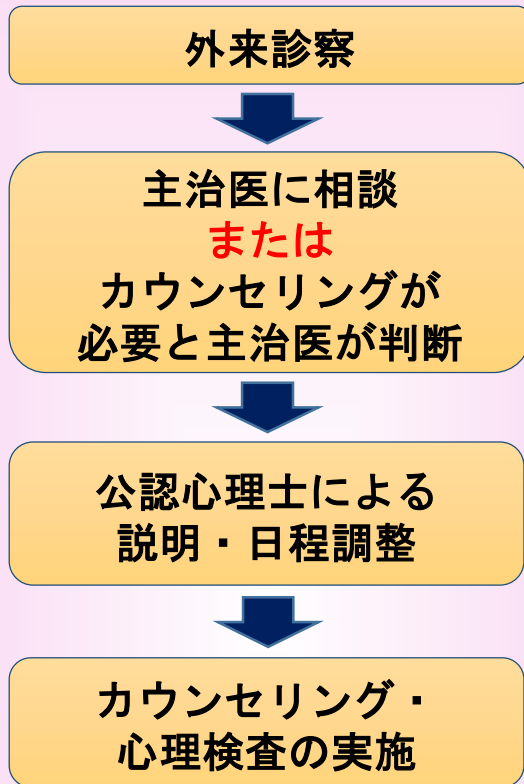 外来診察
主治医に相談
または
カウンセリングが
必要と主治医が判断
公認心理士による
説明・日程調整
カウンセリング・
心理検査の実施